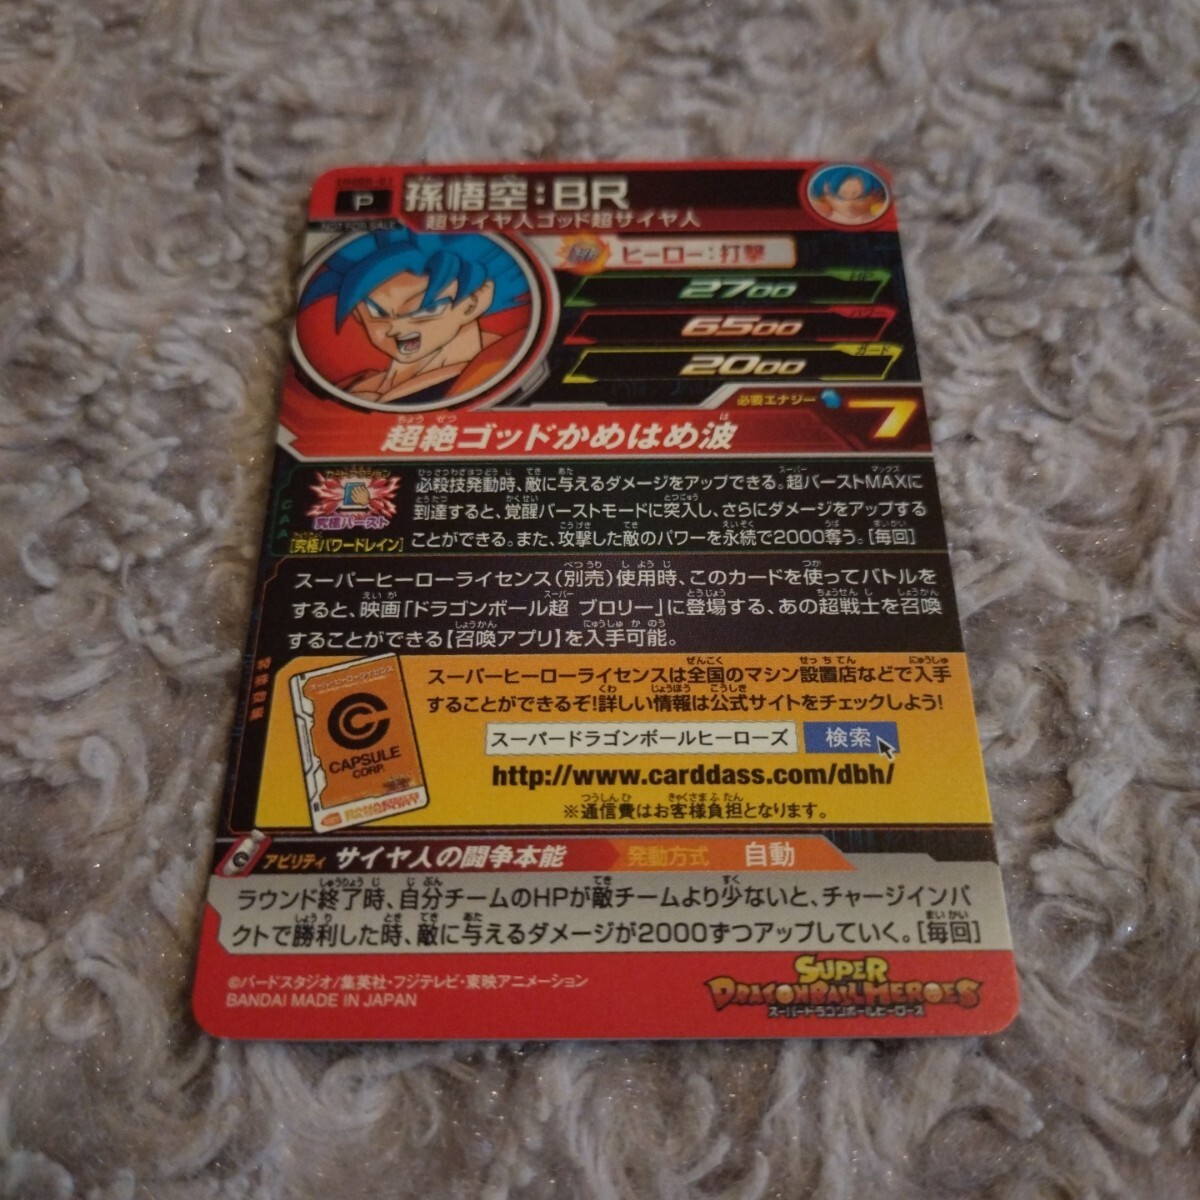 P
孫悟空:BR
NOT FOR SALE
超サイヤ人ゴッド超サイヤ人
ヒーロー:打撃
HP
2700
パワー
6500
ガード
2000
必要エナジー
7
超絶ゴッドかめはめ波
カードアクション
究極バースト
[究極パワードレイン]
必殺技発動時、敵に与えるダメージをアップできる。超バーストMAXに
到達すると、覚醒バーストモードに突入し、さらにダメージをアップする
ことができる。また、攻撃した敵のパワーを永続で2000奪う。[毎回]
特殊効果
スーパーヒーローライセンス(別売)使用時、このカードを使ってバトルを
すると、映画「ドラゴンボール超 ブロリー」に登場する、あの超戦士を召喚
することができる【召喚アプリ】を入手可能。
スーパーヒーローライセンスは全国のマシン設置店などで入手
することができるぞ!詳しい情報は公式サイトをチェックしよう!
CAPSULE
CORP.
スーパードラゴンボールヒーローズ 検索
http://www.carddass.com/dbh/
※通信費はお客様負担となります。
アビリティ サイヤ人の闘争本能 発動方式 自動
ラウンド終了時、自分チームのHPが敵チームより少ないと、チャージインパ
クトで勝利した時、敵に与えるダメージが2000ずつアップしていく。[毎回]
©バードスタジオ/集英社・フジテレビ・東映アニメーション
BANDAI MADE IN JAPAN
SUPER
DRAGONBALL HEROES
スーパードラゴンボールヒーローズ